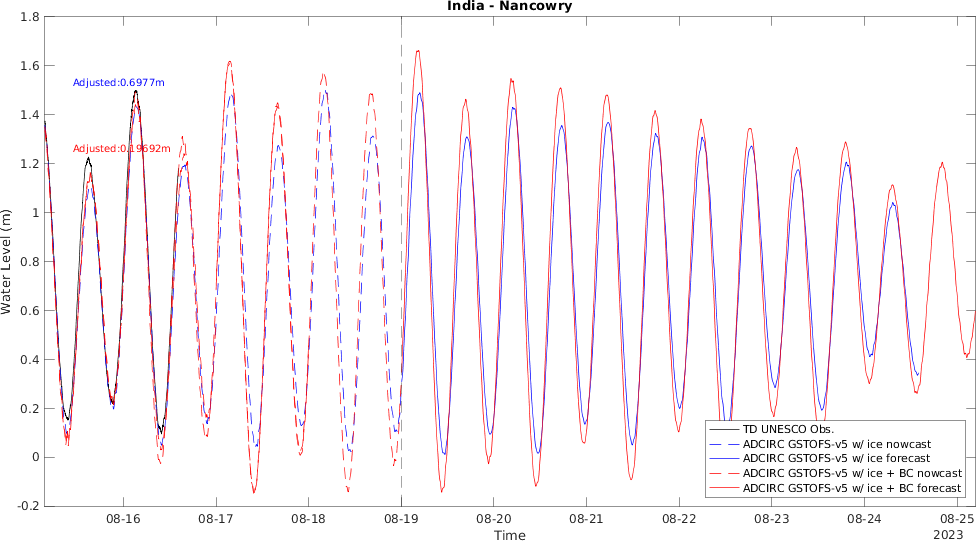 India - Nancowry
1.8
1.6
1.4
1.2
1
0.8
0.6
0.4
0.2
0
-0.2
Water Level (m)
Adjusted:0.6977m
Adjusted:0.19692m
TD UNESCO Obs.
ADCIRC GSTOFS-v5 w/ ice nowcast
ADCIRC GSTOFS-v5 w/ ice forecast
ADCIRC GSTOFS-v5 w/ ice + BC nowcast
ADCIRC GSTOFS-v5 w/ ice + BC forecast
08-16 08-17 08-18 08-19 08-20 08-21 08-22 08-23 08-24 08-25
Time
2023